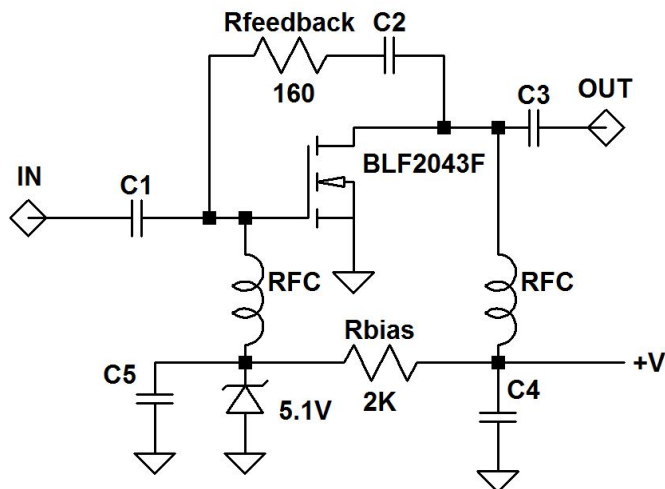 Rfeedback
C2
160
C3
OUT
BLF2043F
IN
C1
RFC
RFC
Rbias
C5
5.1V
2K
C4
+V